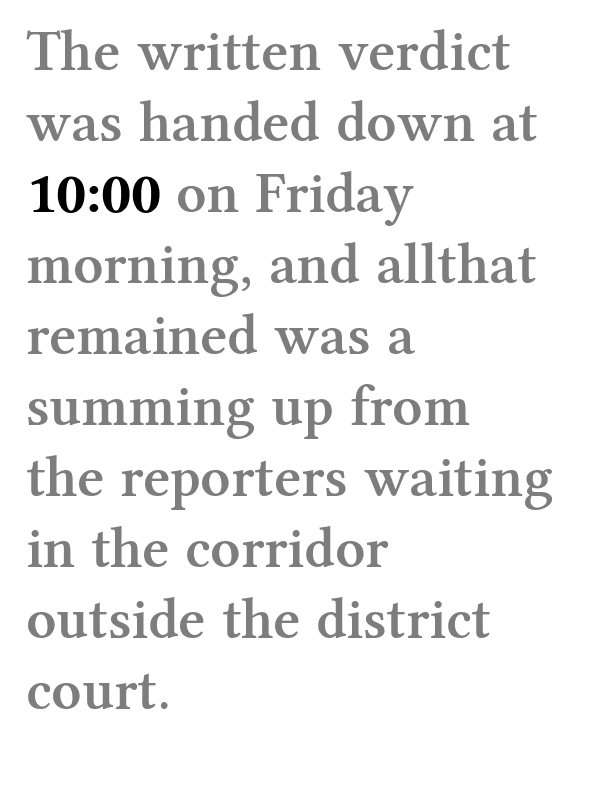 The written verdict
was handed down at
10:00 on Friday
morning, and allthat
remained was a
summing up from
the reporters waiting
in the corridor
outside the district
court.